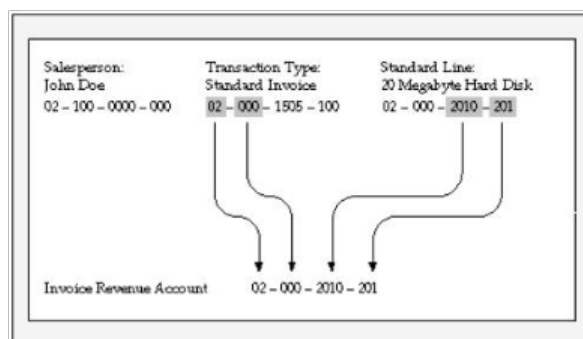 Salesperson:
John Doe
02 – 100 – 0000 – 000
Transaction Type:
Standard Invoice
02 – 000 – 1505 – 100
Standard Line:
20 Megabyte Hard Disk
02 – 000 – 2010 – 201
Invoice Revenue Account 02 – 000 – 2010 – 201